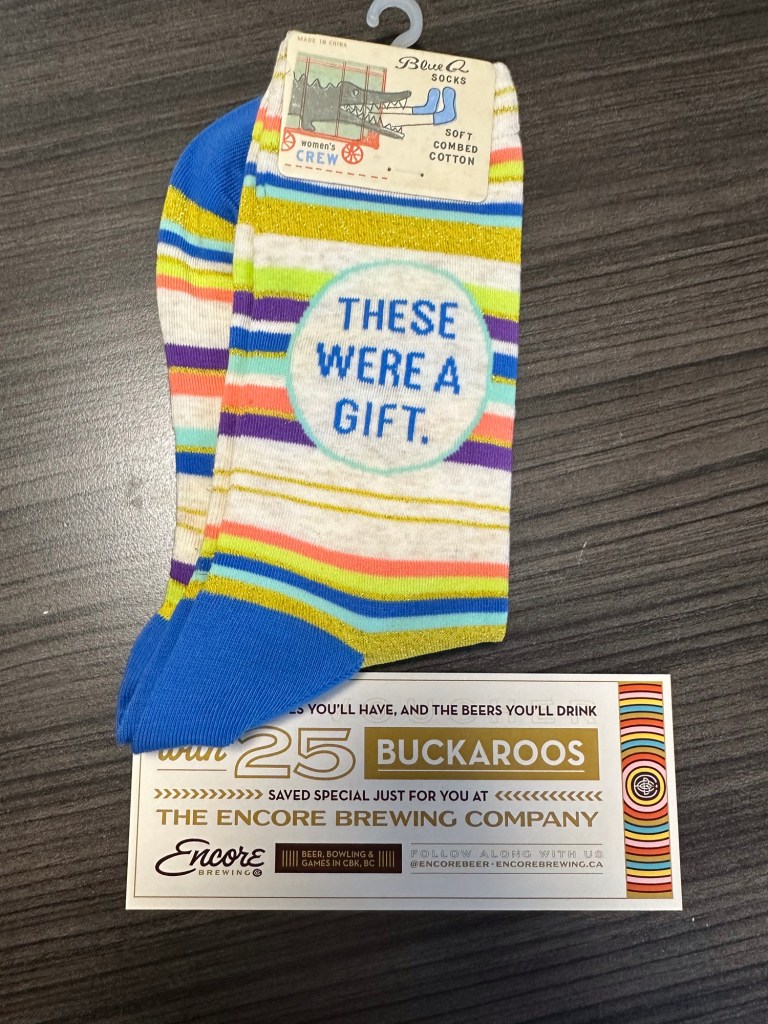 MADE IN CHINA
Blue Q
SOCKS
SOFT
COMBED
COTTON
women's
CREW
THESE
WERE A
GIFT.
YOU'LL HAVE, AND THE BEERS YOU'LL DRINK
with 25 BUCKAROOS
SAVED SPECIAL JUST FOR YOU AT
THE ENCORE BREWING COMPANY
Encore
BREWING CO
BEER, BOWLING &
GAMES IN CBK, BC
FOLLOW ALONG WITH US
@ENCOREBEER • ENCOREBREWING.CA